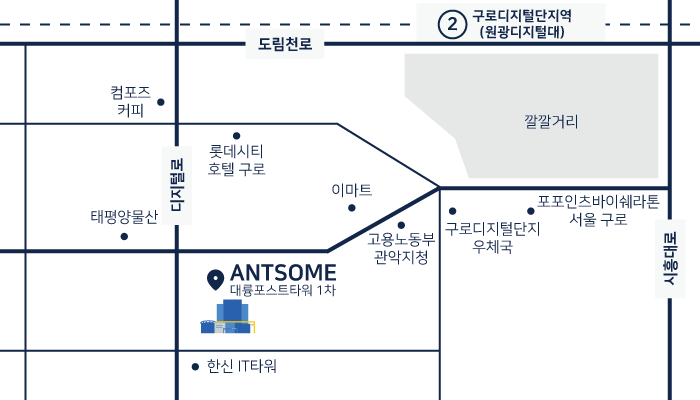 2
구로디지털단지역
(원광디지털대)
도림천로
컴포즈
커피
깔깔거리
롯데시티
호텔 구로
디지털로
이마트
포포인츠바이쉐라톤
서울 구로
태평양물산
고용노동부
관악지청
구로디지털단지
우체국
시흥대로
ANTSOME
대륭포스트타워 1차
한신 IT타워